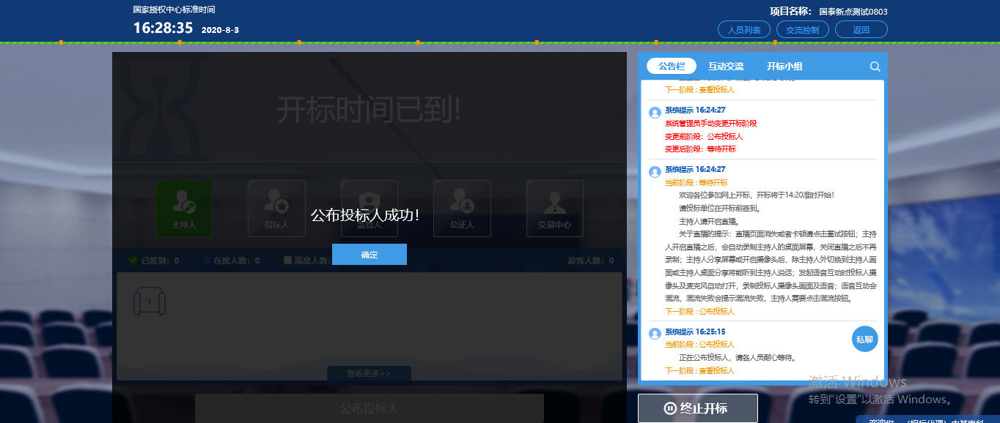 国家授权中心标准时间
16:28:35 2020-8-3
项目名称： 国泰新点测试0803
人员列表 交流控制 返回
开标时间已到!
主持人 招标人 监管人 公证人 交易中心
公布投标人成功!
确定
已签到：0 在席人数：0 离席人数： 游客人数：0
1
查看更多>>
公布投标人
公告栏 互动交流 开标小组
下一阶段 : 查看投标人
系统提示 16:24:27
系统管理员手动变更开标阶段
变更前阶段：公布投标人
变更后阶段：等待开标
系统提示 16:24:27
当前阶段 : 等待开标
欢迎各位参加网上开标，开标将于14:20准时开始!
请投标单位在开标前签到。
主持人请开启直播。
关于直播的提示：直播页面消失或者卡顿请点击重试按钮；主持
人开启直播之后，会自动录制主持人的桌面屏幕，关闭直播之后不再
录制；主持人分享屏幕或开启摄像头后，除主持人外切换到主持人画
面或主持人桌面分享将能听到主持人说话；发起语音互动时投标人摄
像头及麦克风自动打开，录制投标人摄像头画面及语音；语音互动会
混流，混流失败会提示混流失败，主持人需要点击混流按钮。
下一阶段 : 公布投标人
系统提示 16:25:15
当前阶段 : 公布投标人
正在公布投标人，请各人员耐心等待。
下一阶段 : 查看投标人
私聊
终止开标
激活 Windows
转到"设置"以激活 Windows。